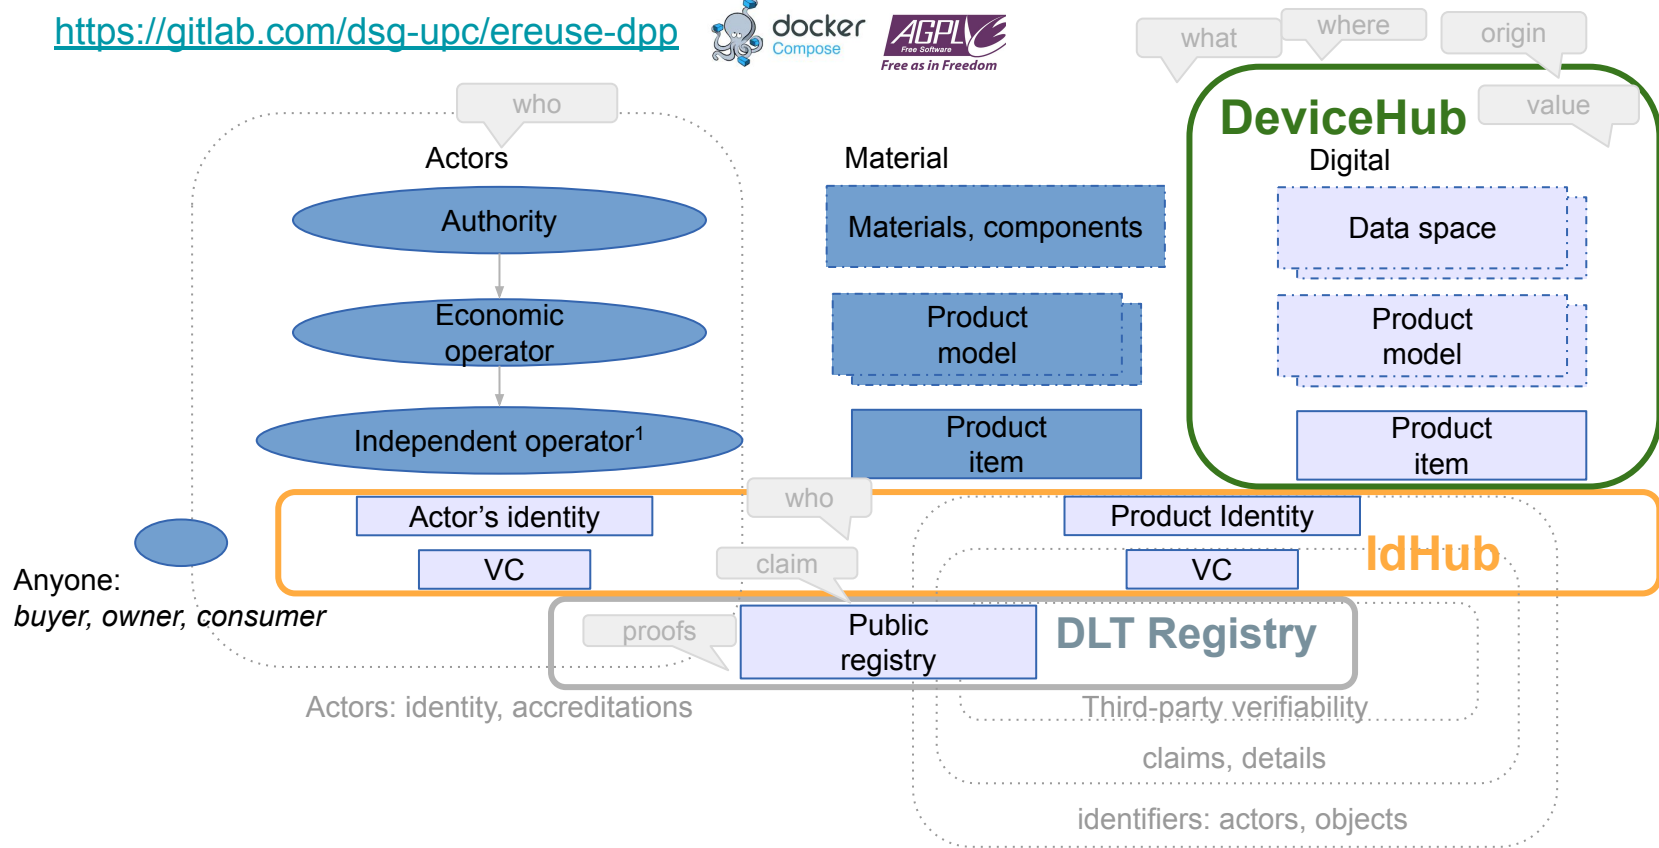 https://gitlab.com/dsg-upc/ereuse-dpp
docker
Compose
AGPL
Free Software
Free as in Freedom
what
where
origin
who
DeviceHub
value
Actors
Material
Digital
Authority
Materials, components
Data space
Economic
operator
Product
model
Product
model
Independent operator1
Product
item
Product
item
who
Actor's identity
Product Identity
IdHub
VC
claim
VC
Anyone:
buyer, owner, consumer
proofs
Public
registry
DLT Registry
Actors: identity, accreditations
Third-party verifiability
claims, details
identifiers: actors, objects